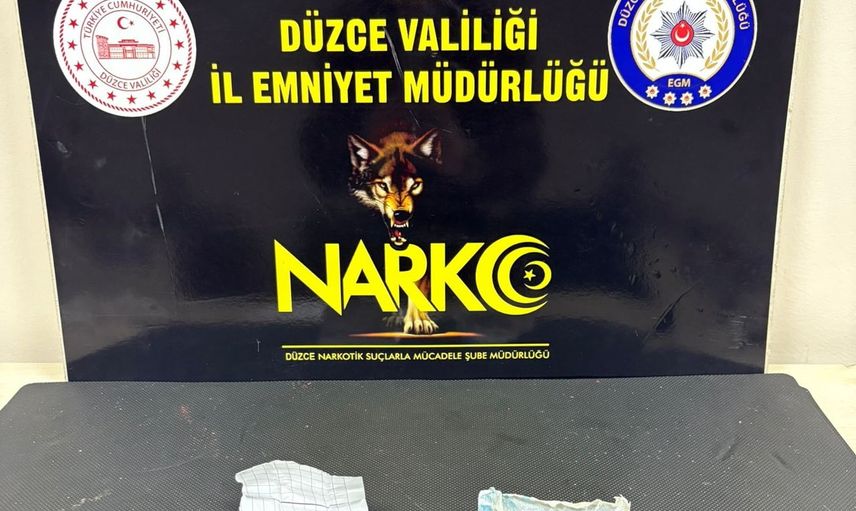 TÜRKİYE CUMHURİYETİ
DÜZCE VALİLİĞİ
DÜZCE VALİLİĞİ
İL EMNİYET MÜDÜRLÜĞÜ
EGM
NARKO
DÜZCE NARKOTİK SUÇLARLA MÜCADELE ŞUBE MÜDÜRLÜĞÜ